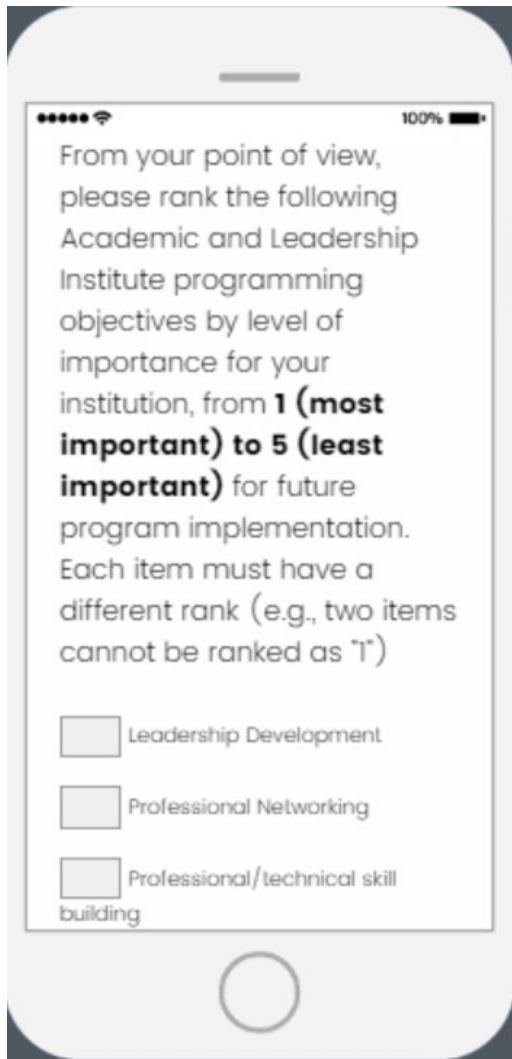 100%
From your point of view,
please rank the following
Academic and Leadership
Institute programming
objectives by level of
importance for your
institution, from 1 (most
important) to 5 (least
important) for future
program implementation.
Each item must have a
different rank (e.g., two items
cannot be ranked as "1")
Leadership Development
Professional Networking
Professional/technical skill
building